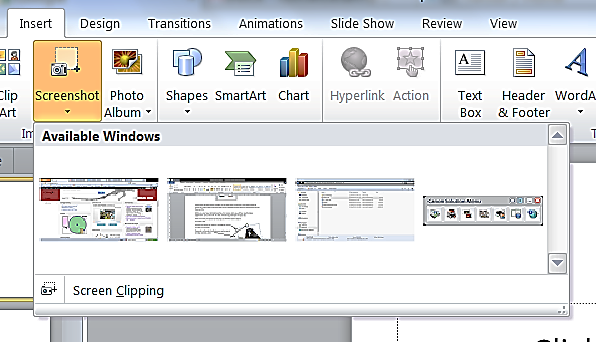 Insert Design Transitions Animations Slide Show Review View
Clip
Art
Screenshot
Photo
Album
Shapes
SmartArt
Chart
Hyperlink
Action
Text
Box
Header
& Footer
WordA
Available Windows
Screen Clipping